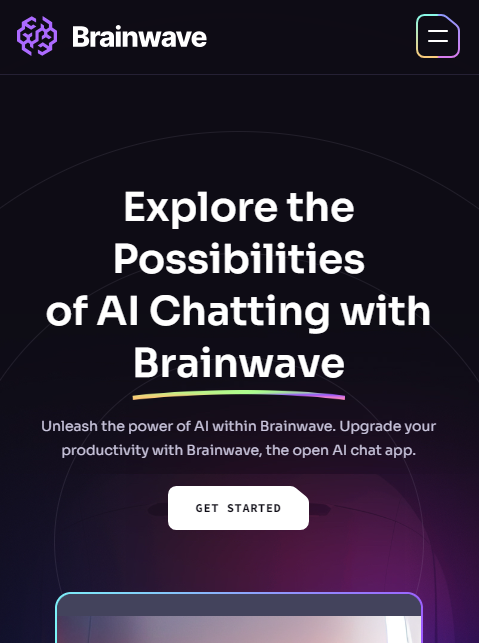 Brainwave
Explore the
Possibilities
of AI Chatting with
Brainwave
Unleash the power of AI within Brainwave. Upgrade your
productivity with Brainwave, the open AI chat app.
GET STARTED